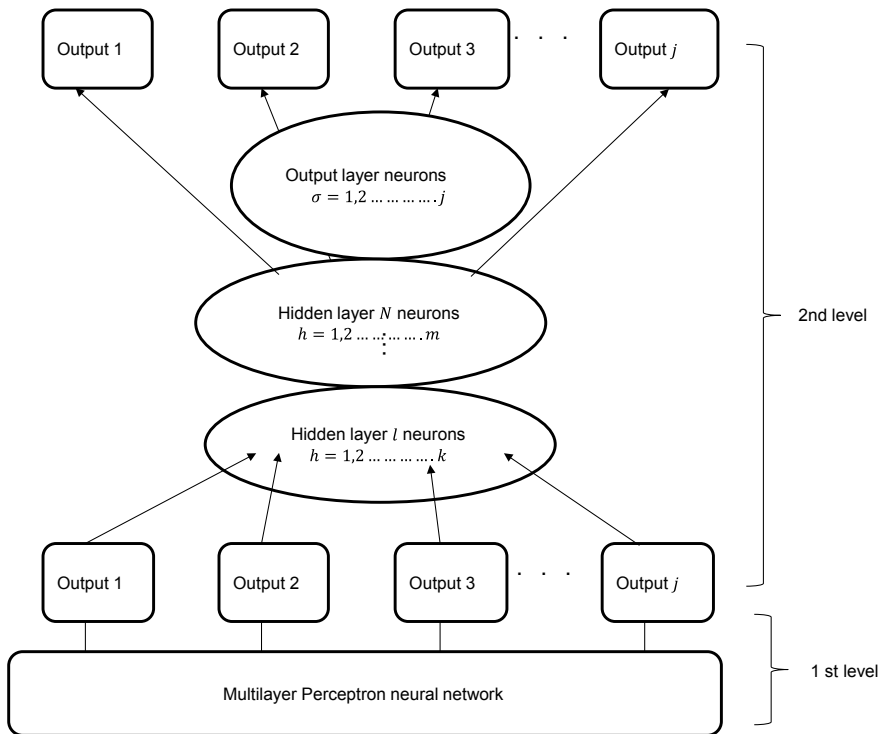 Output 1
Output 2
Output 3
. . .
Output j
Output layer neurons
σ = 1,2 … … … … . j
Hidden layer N neurons
h = 1,2 … … … … . m
⋮
2nd level
Hidden layer l neurons
h = 1,2 … … … … . k
Output 1
Output 2
Output 3
. . .
Output j
1 st level
Multilayer Perceptron neural network